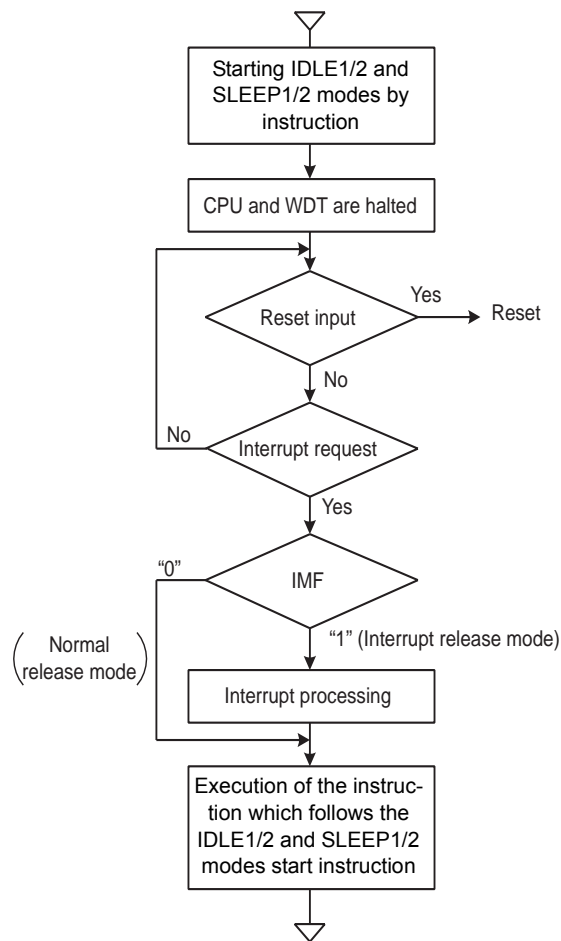 Starting IDLE1/2 and
SLEEP1/2 modes by
instruction
CPU and WDT are halted
Reset input
Yes
Reset
No
No
Interrupt request
Yes
“0”
IMF
Normal
release mode
“1” (Interrupt release mode)
Interrupt processing
Execution of the instruc-
tion which follows the
IDLE1/2 and SLEEP1/2
modes start instruction